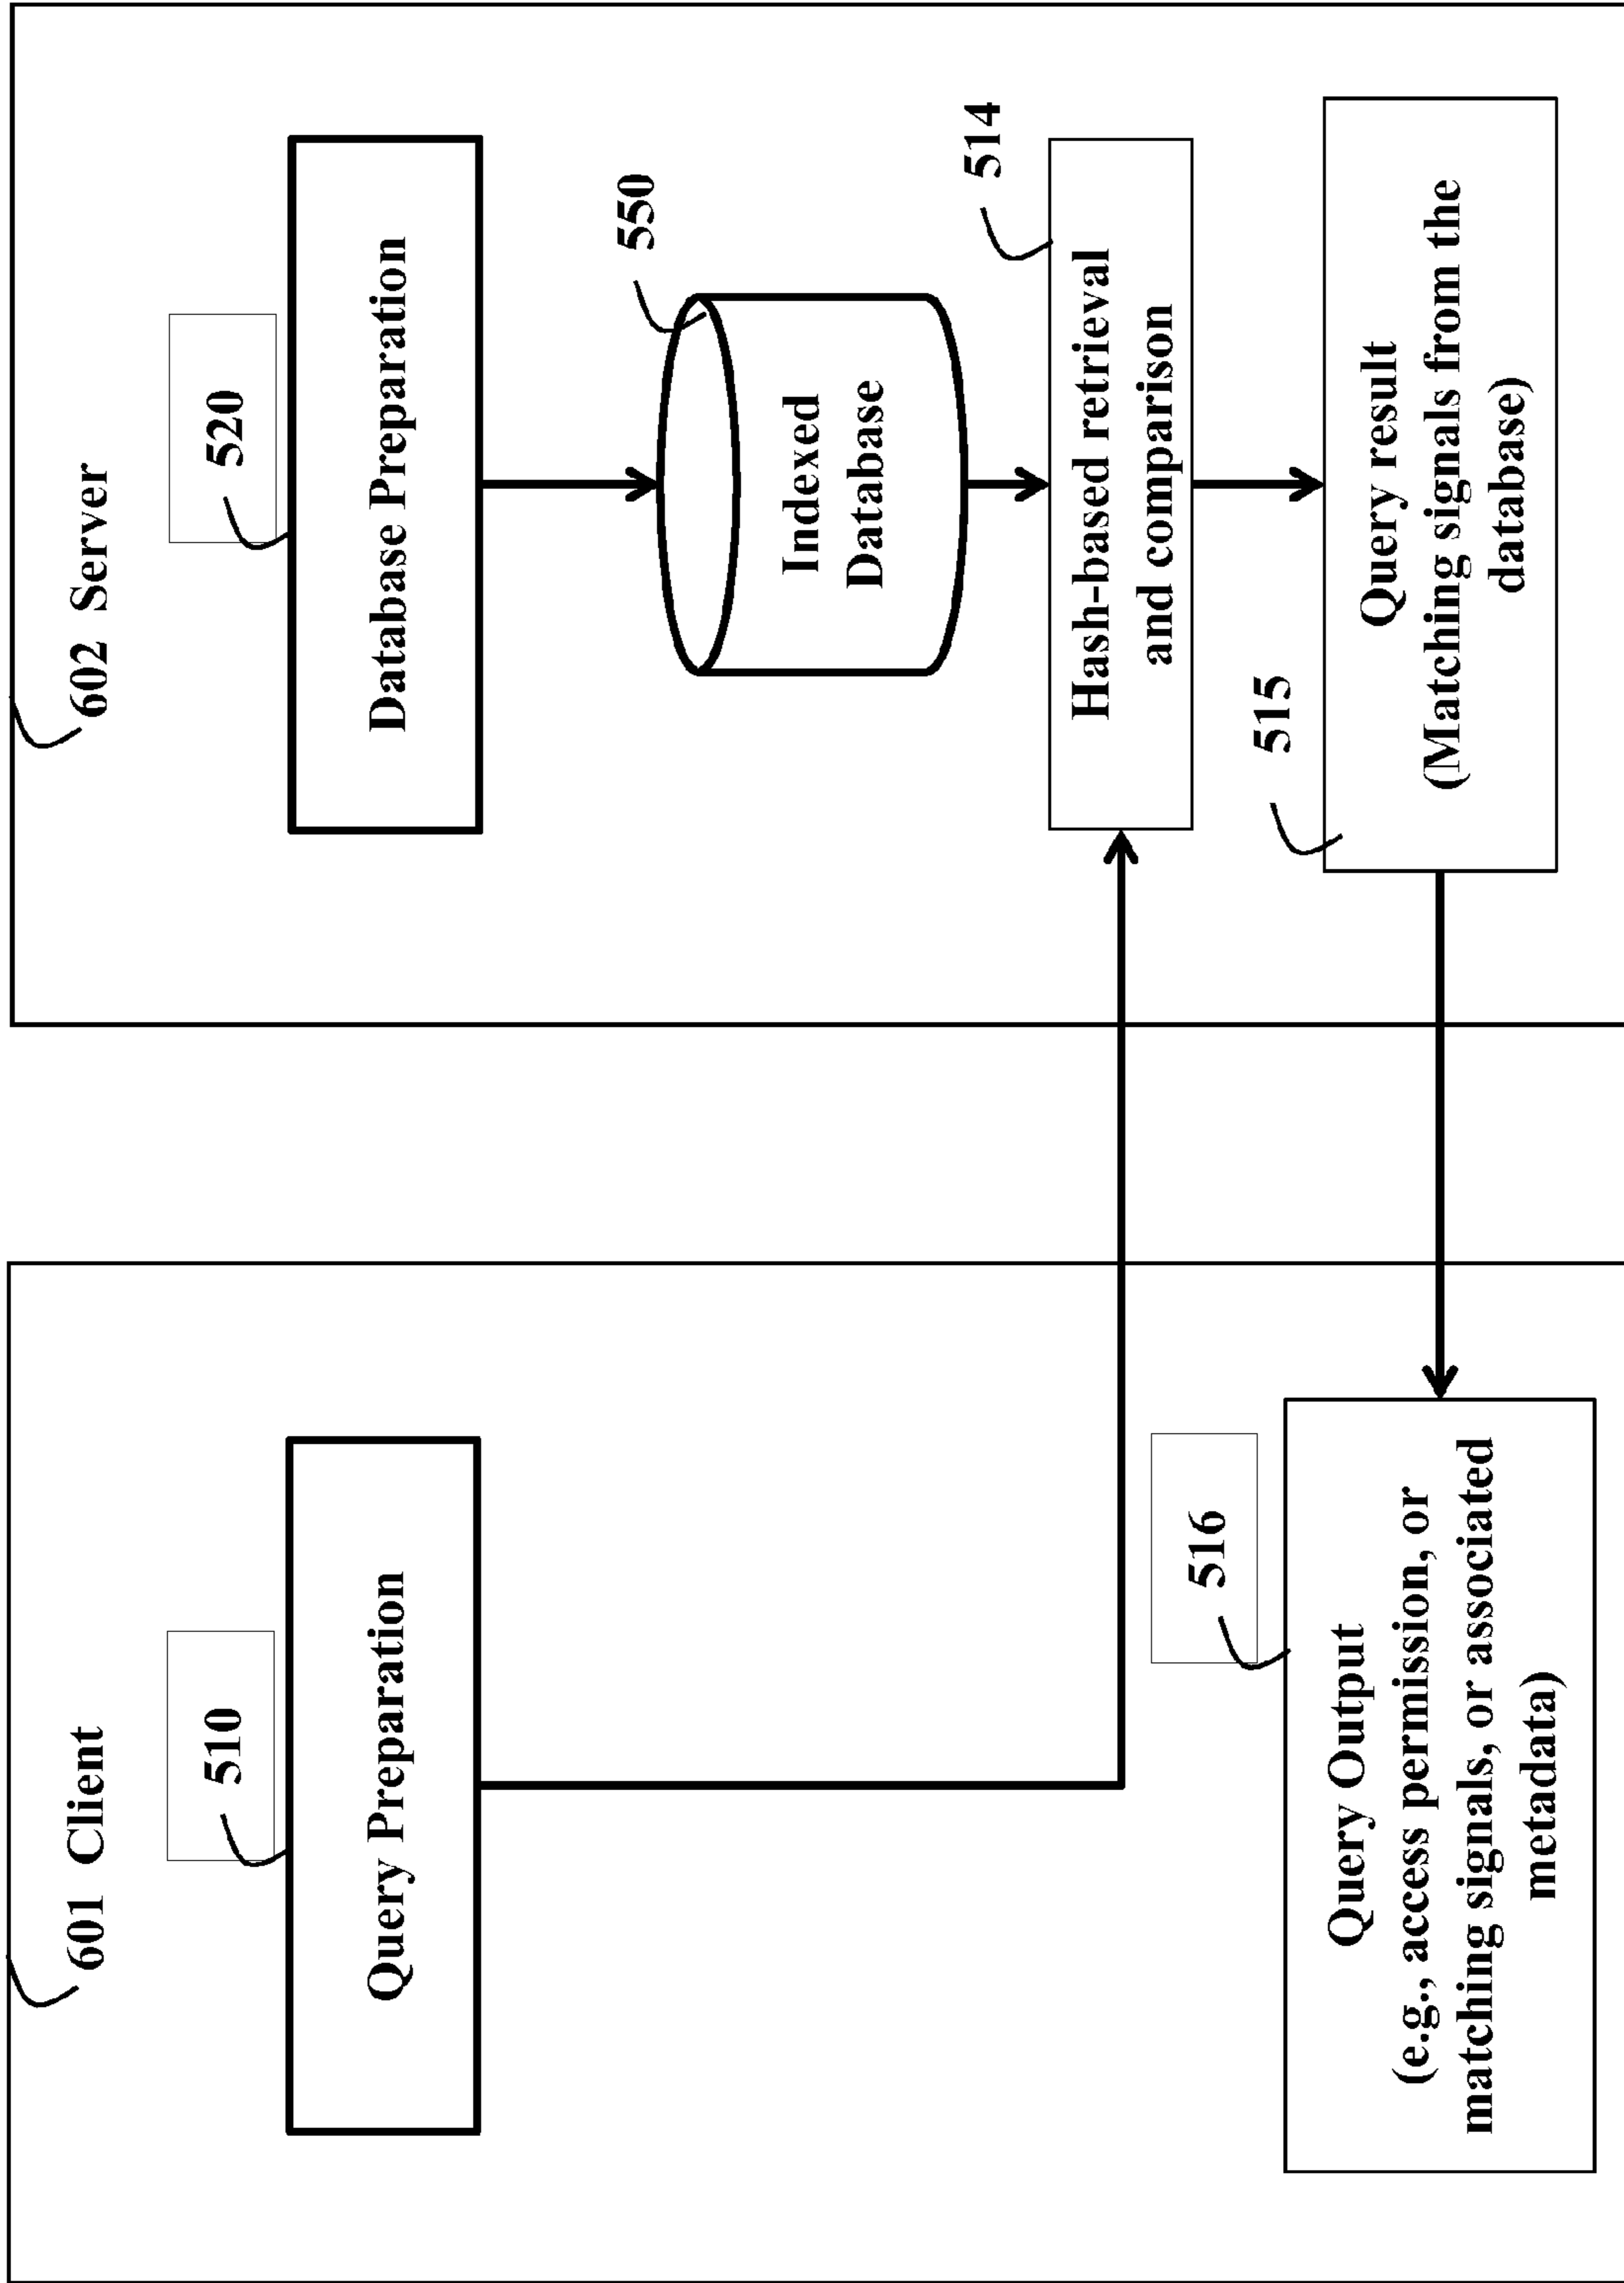 601 Client
510
Query Preparation
516
Query Output
(e.g., access permission, or
matching signals, or associated
metadata)
602 Server
520
Database Preparation
550
Indexed
Database
514
Hash-based retrieval
and comparison
515
Query result
(Matching signals from the
database)